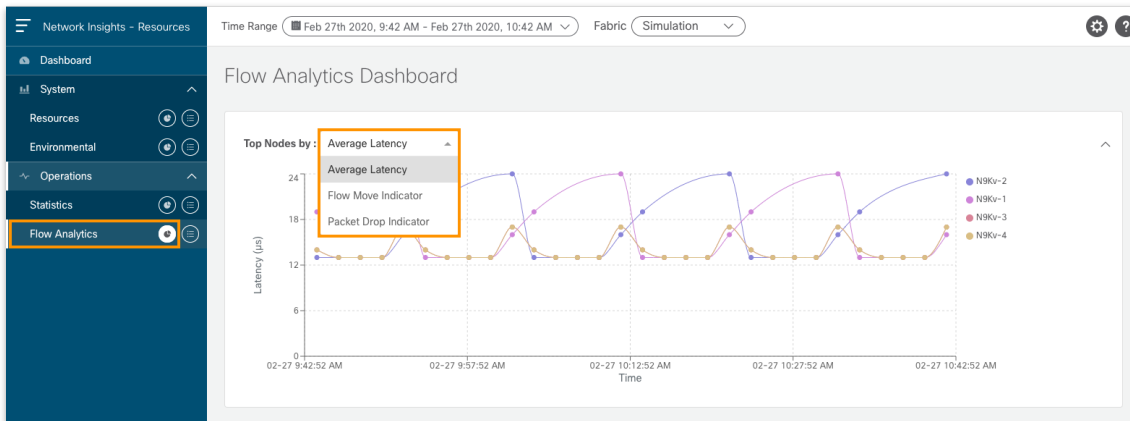 Network Insights - Resources
Time Range Feb 27th 2020, 9:42 AM - Feb 27th 2020, 10:42 AM Fabric Simulation ?
Dashboard
System
Resources
Environmental
Operations
Statistics
Flow Analytics
Flow Analytics Dashboard
Top Nodes by : Average Latency
Average Latency
Flow Move Indicator
Packet Drop Indicator
24
18
12
6
0
Latency (µs)
02-27 9:42:52 AM 02-27 9:57:52 AM 02-27 10:12:52 AM 02-27 10:27:52 AM 02-27 10:42:52 AM
Time
N9Kv-2
N9Kv-1
N9Kv-3
N9Kv-4